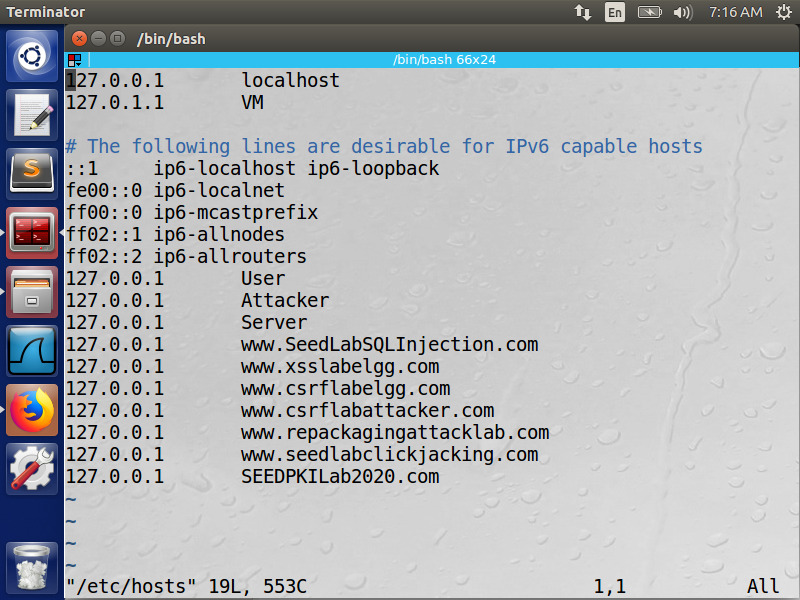 Terminator
En
7:16 AM
/bin/bash
/bin/bash 66x24
127.0.0.1       localhost
127.0.1.1       VM
# The following lines are desirable for IPv6 capable hosts
::1     ip6-localhost ip6-loopback
fe00::0 ip6-localnet
ff00::0 ip6-mcastprefix
ff02::1 ip6-allnodes
ff02::2 ip6-allrouters
127.0.0.1       User
127.0.0.1       Attacker
127.0.0.1       Server
127.0.0.1       www.SeedLabSQLInjection.com
127.0.0.1       www.xsslabelgg.com
127.0.0.1       www.csrflabelgg.com
127.0.0.1       www.csrflabattacker.com
127.0.0.1       www.repackagingattacklab.com
127.0.0.1       www.seedlabclickjacking.com
127.0.0.1       SEEDPKILab2020.com
~
~
~
~
"/etc/hosts" 19L, 553C                          1,1           All